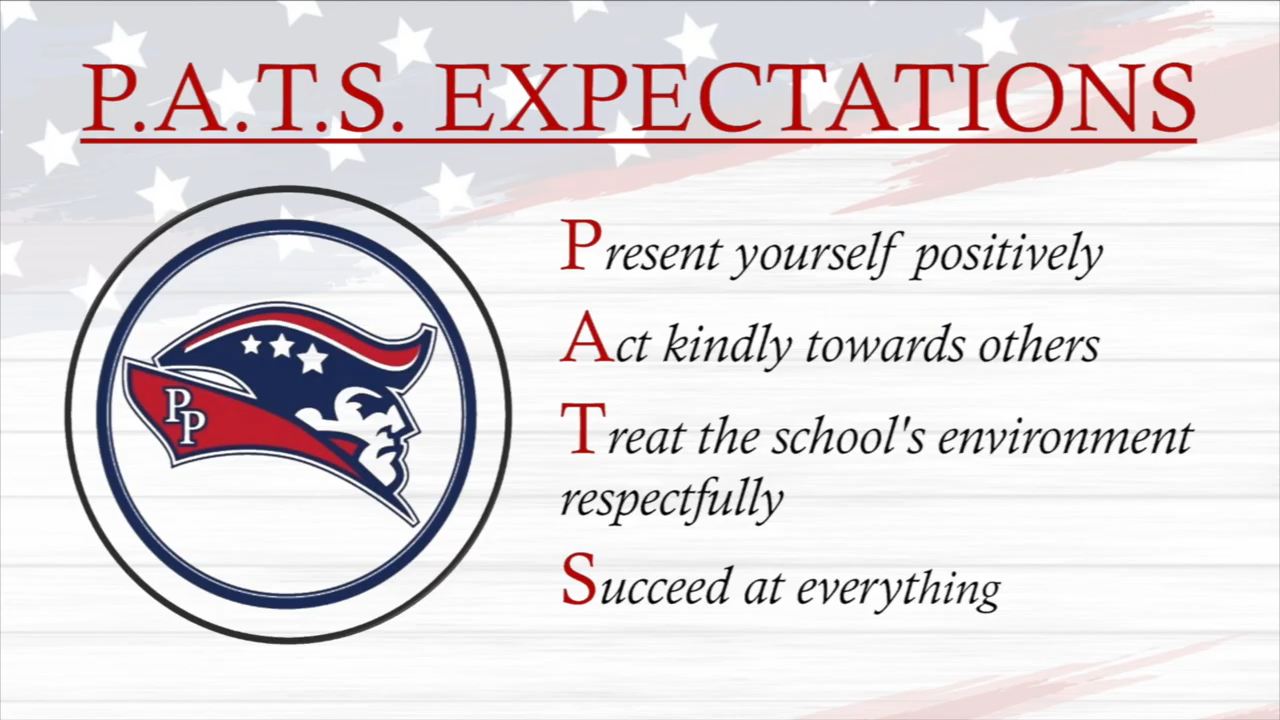 P.A.T.S. EXPECTATIONS
Present yourself positively
Act kindly towards others
Treat the school's environment
respectfully
Succeed at everything
PP